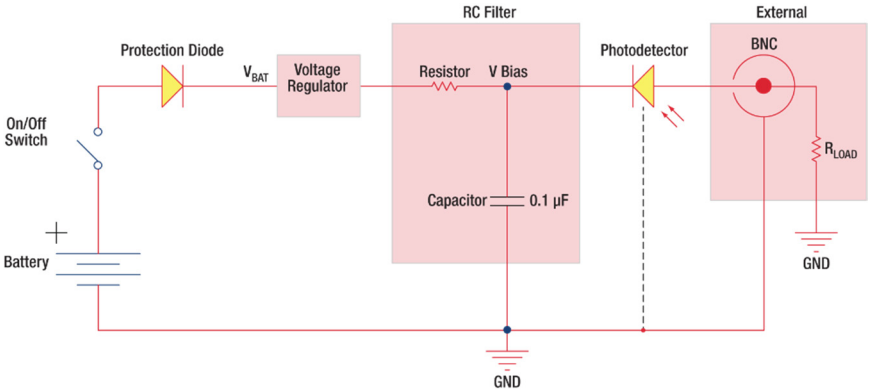 RC Filter
External
Protection Diode
Photodetector
BNC
V_BAT
Voltage
Regulator
Resistor
V Bias
On/Off
Switch
R_LOAD
Capacitor
0.1 µF
+
Battery
GND
GND